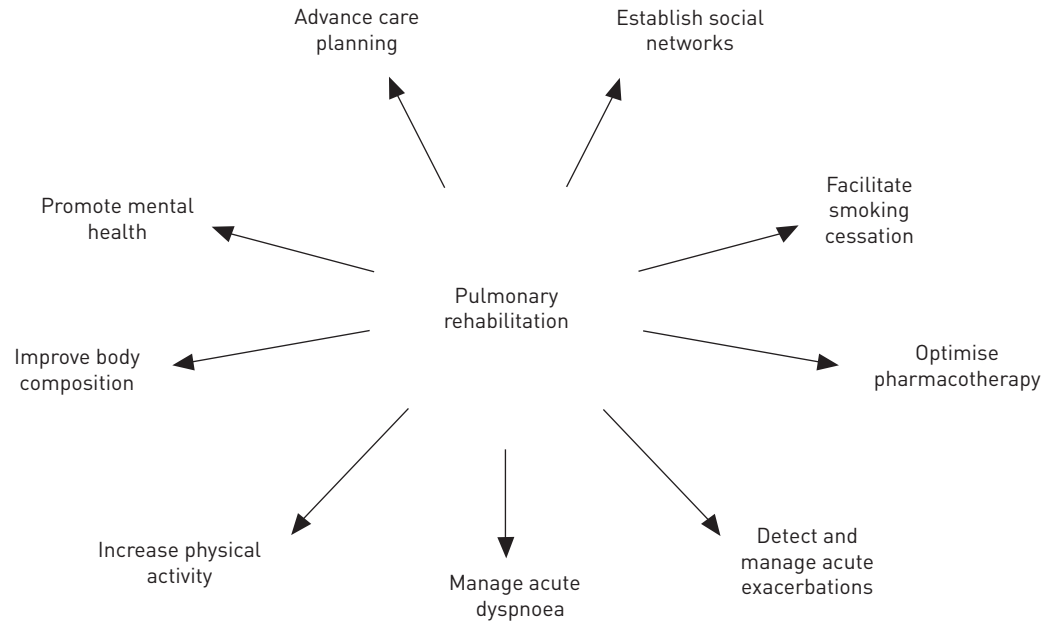 Advance care
planning
Establish social
networks
Facilitate
smoking
cessation
Promote mental
health
Pulmonary
rehabilitation
Improve body
composition
Optimise
pharmacotherapy
Detect and
manage acute
exacerbations
Increase physical
activity
Manage acute
dyspnoea